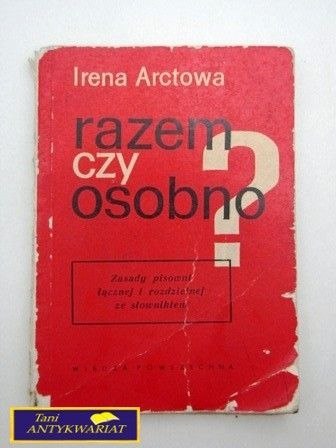 Irena Arctowa
razem
czy
osobno
?
Zasady pisowni
łącznej i rozdzielnej
ze słownikiem
WIEDZA POWSZECHNA
Tani
ANTYKWARIAT